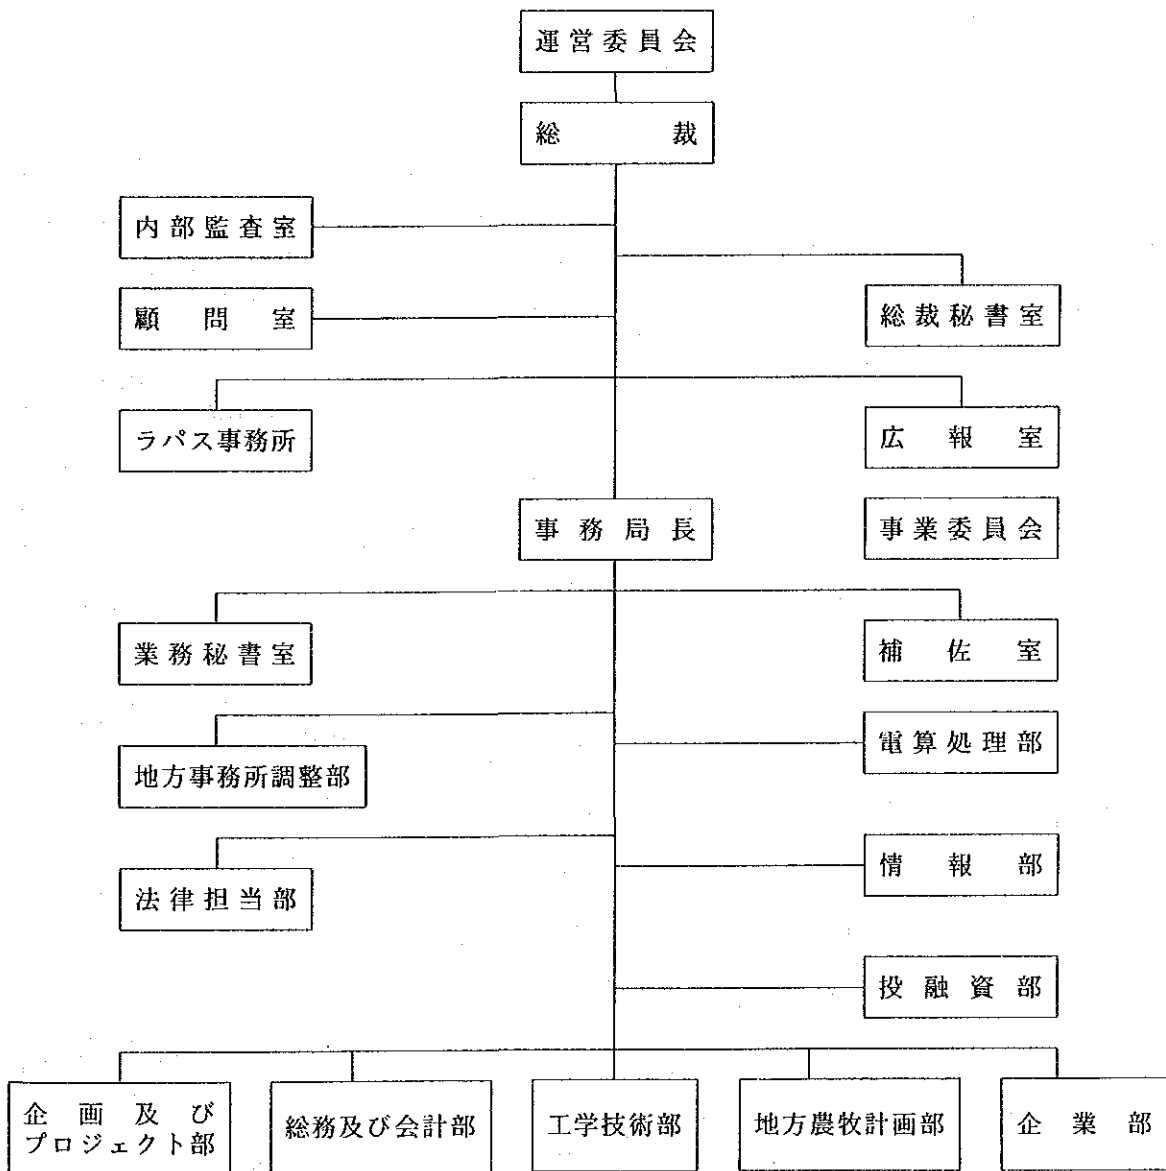 運営委員会
総裁
内部監査室
顧問室
総裁秘書室
ラパス事務所
広報室
事務局長
事業委員会
業務秘書室
補佐室
地方事務所調整部
電算処理部
法律担当部
情報部
投融資部
企画及び
プロジェクト部
総務及び会計部
工学技術部
地方農牧計画部
企業部